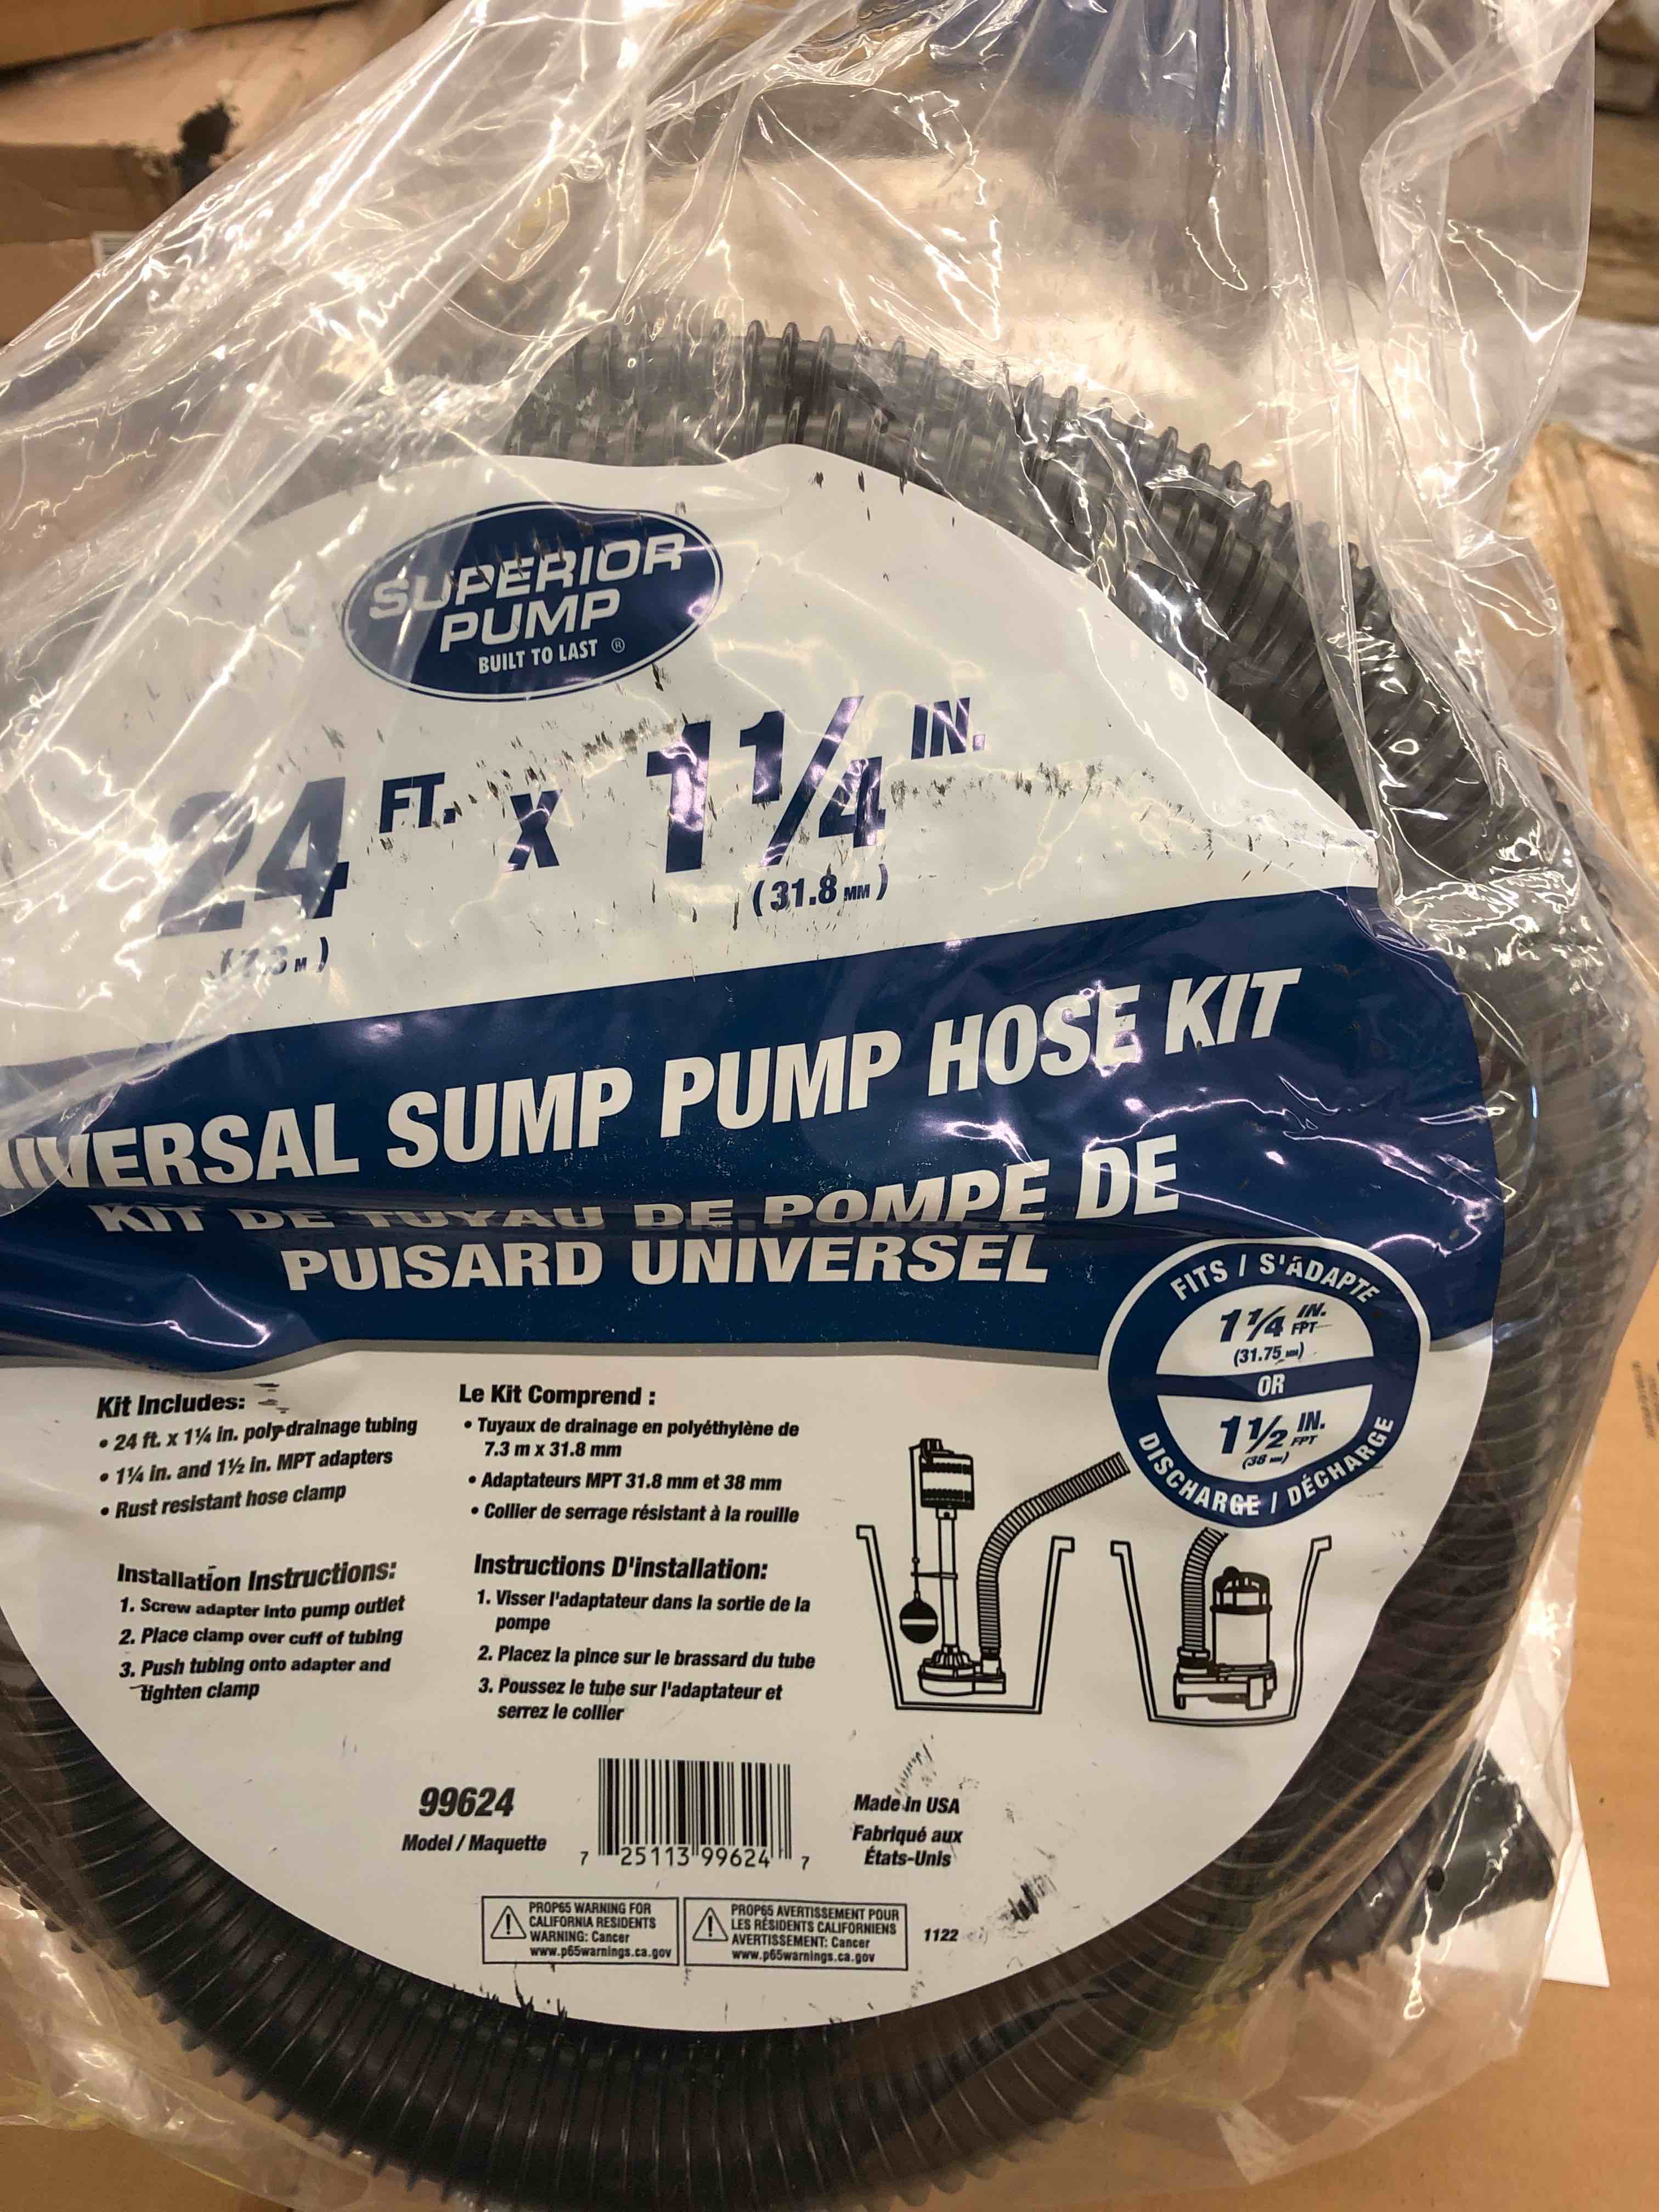 SUPERIOR
PUMP
BUILT TO LAST ®
24 FT. X 1 1/4 IN.
(7.3 M) (31.8 MM)
UNIVERSAL SUMP PUMP HOSE KIT
KIT DE TUYAU DE POMPE DE
PUISARD UNIVERSEL
FITS / S'ADAPTE
1 1/4 IN.
FPT
(31.75 MM)
OR
1 1/2 IN.
FPT
(38 MM)
DISCHARGE / DÉCHARGE
Kit Includes:
• 24 ft. x 1¼ in. poly drainage tubing
• 1¼ in. and 1½ in. MPT adapters
• Rust resistant hose clamp
Le Kit Comprend :
• Tuyaux de drainage en polyéthylène de
7.3 m x 31.8 mm
• Adaptateurs MPT 31.8 mm et 38 mm
• Collier de serrage résistant à la rouille
Installation Instructions:
1. Screw adapter into pump outlet
2. Place clamp over cuff of tubing
3. Push tubing onto adapter and
tighten clamp
Instructions D'installation:
1. Visser l'adaptateur dans la sortie de la
pompe
2. Placez la pince sur le brassard du tube
3. Poussez le tube sur l'adaptateur et
serrez le collier
99624
Model / Maquette
7 25113 99624 7
Made in USA
Fabriqué aux
États-Unis
PROP65 WARNING FOR
CALIFORNIA RESIDENTS
WARNING: Cancer
www.p65warnings.ca.gov
PROP65 AVERTISSEMENT POUR
LES RÉSIDENTS CALIFORNIENS
AVERTISSEMENT: Cancer
www.p65warnings.ca.gov
1122